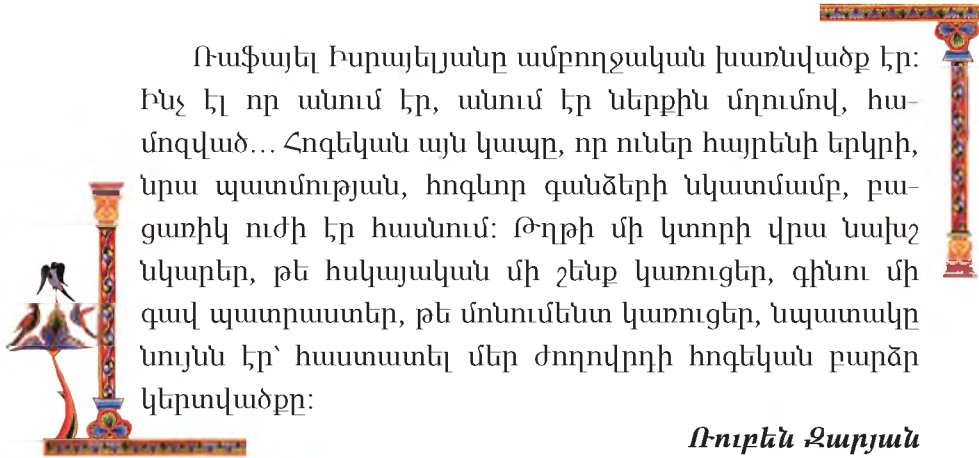 Ռաֆայել Իսրայելյանը ամբողջական խառնվածք էր։
Ինչ էլ որ անում էր, անում էր ներքին մղումով, հա-
մոզված... Հոգեկան այն կապը, որ ուներ հայրենի երկրի,
նրա պատմության, հոգևոր գանձերի նկատմամբ, բա-
ցառիկ ուժի էր հասնում։ Թղթի մի կտորի վրա նախշ
նկարեր, թե հսկայական մի շենք կառուցեր, գինու մի
գավ պատրաստեր, թե մոնումենտ կառուցեր, նպատակը
նույնն էր՝ հաստատել մեր ժողովրդի հոգեկան բարձր
կերտվածքը։
Ռուբեն Զարյան